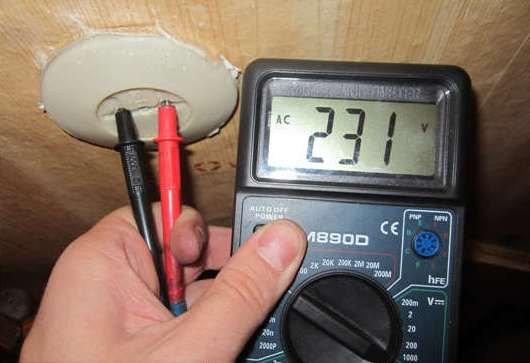 AC 231 V
AUTO OFF
POWER
M890D
CE
PNP NPN
hFE
2K 20K 200K 2M 20M
200M
V
200m
2
20
200
1000
20n
2000P